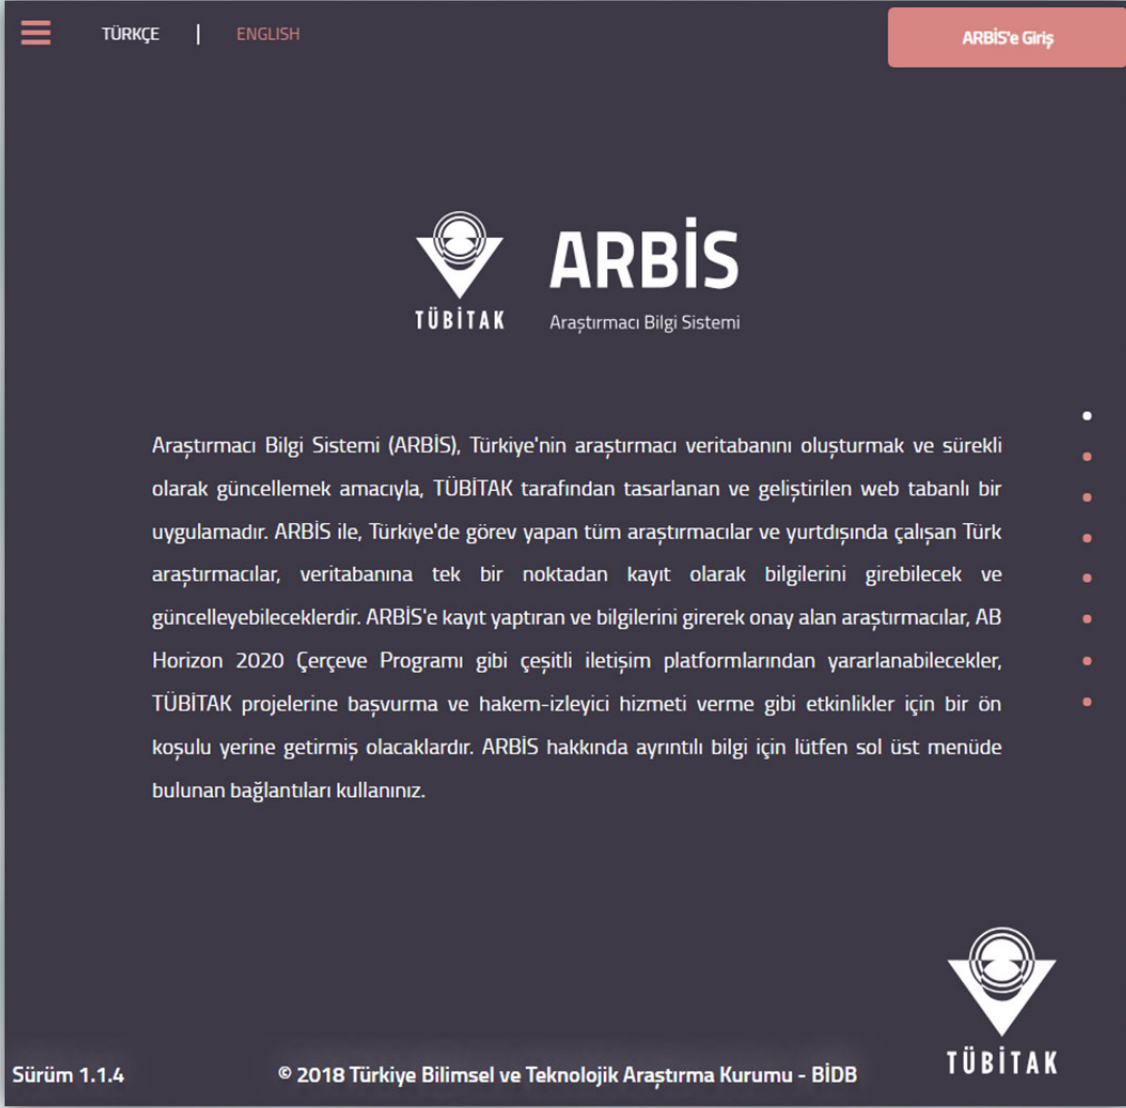 TÜRKÇE | ENGLISH
ARBİS'e Giriş
TÜBİTAK
ARBİS
Araştırmacı Bilgi Sistemi
Araştırmacı Bilgi Sistemi (ARBİS), Türkiye'nin araştırmacı veritabanını oluşturmak ve sürekli
olarak güncellemek amacıyla, TÜBİTAK tarafından tasarlanan ve geliştirilen web tabanlı bir
uygulamadır. ARBİS ile, Türkiye'de görev yapan tüm araştırmacılar ve yurtdışında çalışan Türk
araştırmacılar, veritabanına tek bir noktadan kayıt olarak bilgilerini girebilecek ve
güncelleyebileceklerdir. ARBİS'e kayıt yaptıran ve bilgilerini girerek onay alan araştırmacılar, AB
Horizon 2020 Çerçeve Programı gibi çeşitli iletişim platformlarından yararlanabilecekler,
TÜBİTAK projelerine başvurma ve hakem-izleyici hizmeti verme gibi etkinlikler için bir ön
koşulu yerine getirmiş olacaklardır. ARBİS hakkında ayrıntılı bilgi için lütfen sol üst menüde
bulunan bağlantıları kullanınız.
TÜBİTAK
Sürüm 1.1.4
© 2018 Türkiye Bilimsel ve Teknolojik Araştırma Kurumu - BİDB